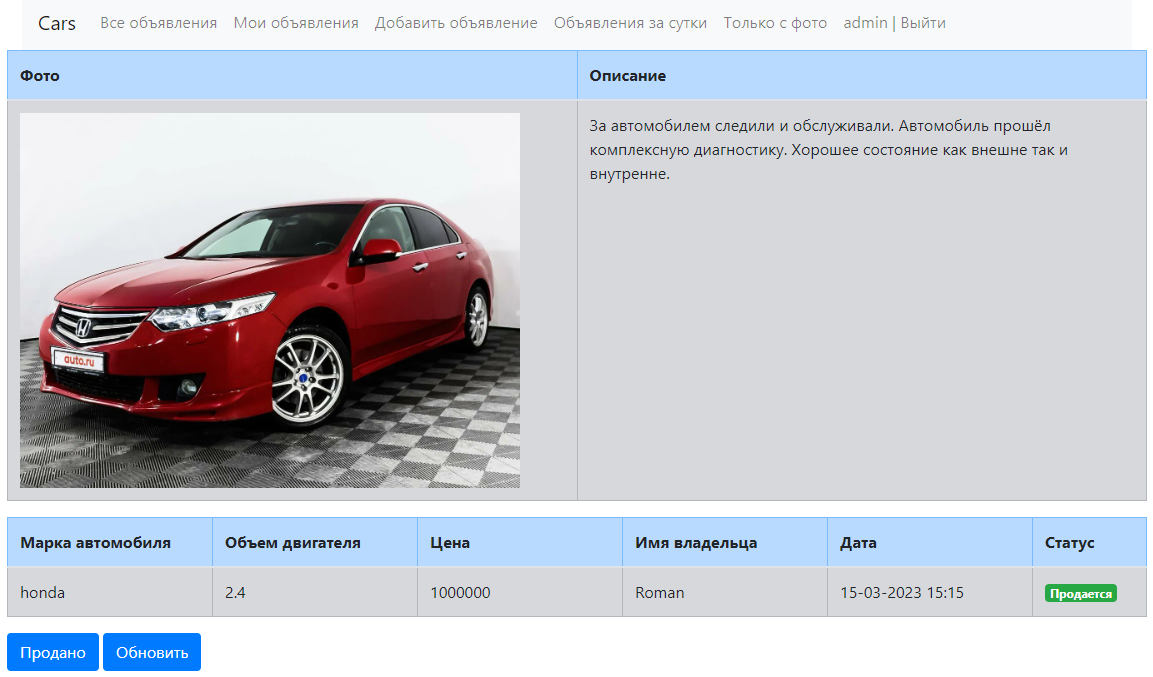 Cars Все объявления Мои объявления Добавить объявление Объявления за сутки Только с фото admin | Выйти
Фото Описание
За автомобилем следили и обслуживали. Автомобиль прошёл
комплексную диагностику. Хорошее состояние как внешне так и
внутренне.
auto.ru
Марка автомобиля Объем двигателя Цена Имя владельца Дата Статус
honda 2.4 1000000 Roman 15-03-2023 15:15 Продается
Продано Обновить